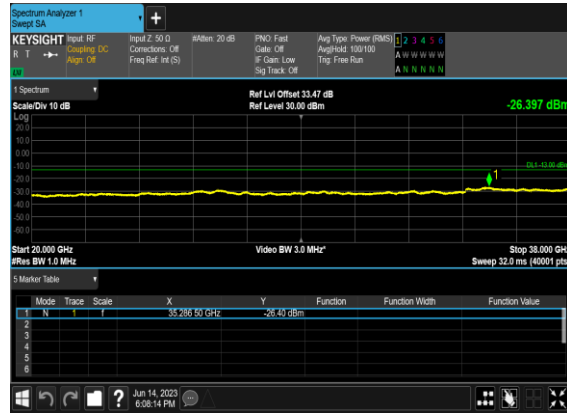 Spectrum Analyzer 1
Swept SA
+
KEYSIGHT Input: RF Input Z: 50 Ω #Atten: 20 dB PNO: Fast Avg Type: Power (RMS) 1 2 3 4 5 6
R T Coupling: DC Corrections: Off Gate: Off Avg|Hold: 100/100 A W W W W W
Align: Off Freq Ref: Int (S) IF Gain: Low Trig: Free Run
Sig Track: Off A N N N N N
1 Spectrum
Ref Lvl Offset 33.47 dB
Scale/Div 10 dB Ref Level 30.00 dBm -26.397 dBm
Log
20.0
10.0
0.00
-10.0 DL1 -13.00 dBm
1
-20.0
-30.0
-40.0
-50.0
-60.0
Start 20.000 GHz Video BW 3.0 MHz* Stop 38.000 GHz
#Res BW 1.0 MHz Sweep 32.0 ms (40001 pts
5 Marker Table
Mode Trace Scale X Y Function Function Width Function Value
1 N 1 f 35.286 50 GHz -26.40 dBm
2
3
4
5
6
? Jun 14, 2023
6:08:14 PM